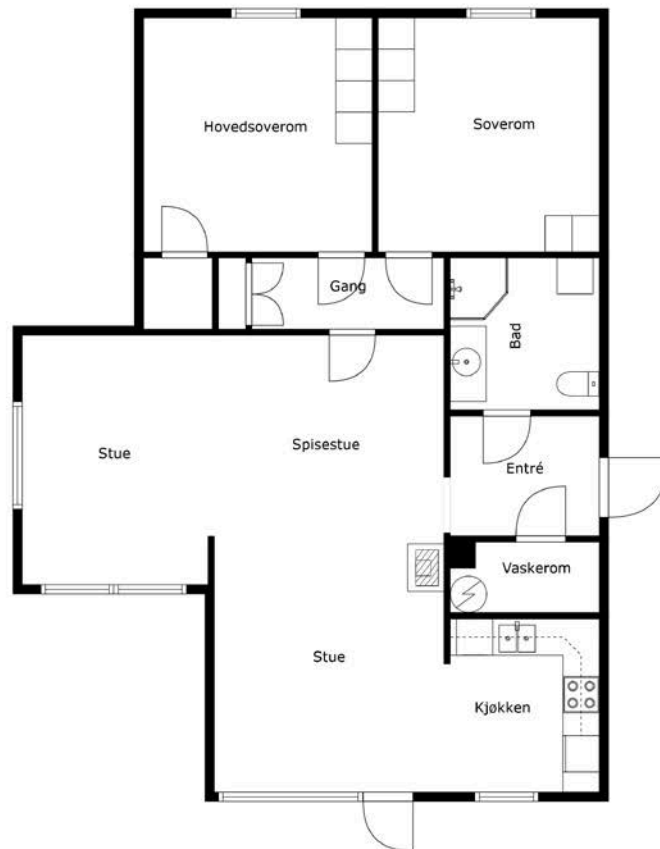 Hovedsoverom
Soverom
Gang
Bad
Stue
Spisestue
Entré
Vaskerom
Stue
Kjøkken